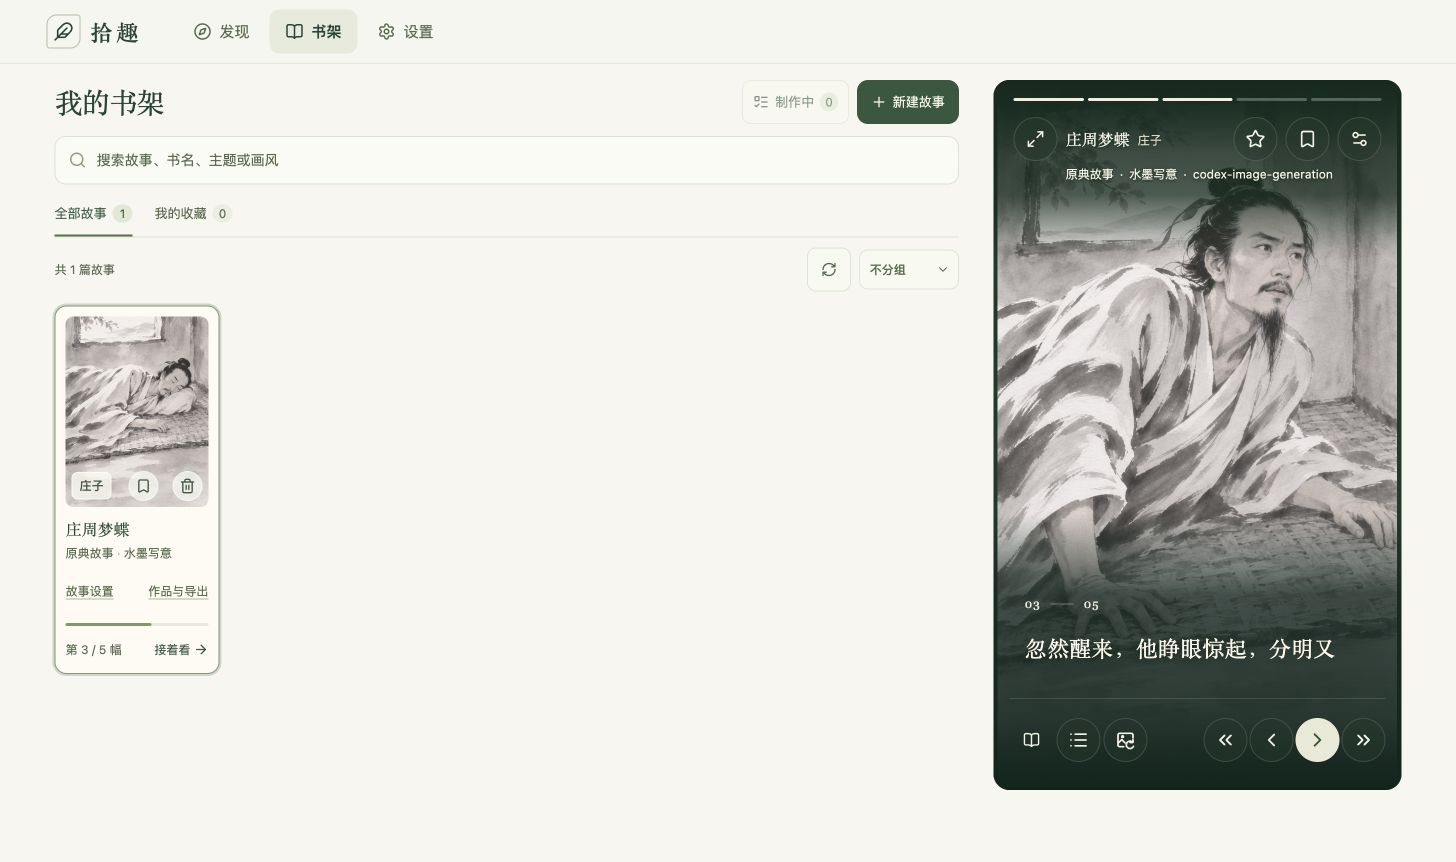 拾趣
发现
书架
设置
我的书架
制作中 0
新建故事
搜索故事、书名、主题或画风
全部故事 1
我的收藏 0
共 1 篇故事
不分组
庄子
庄周梦蝶
原典故事 · 水墨写意
故事设置
作品与导出
第 3 / 5 幅
接着看
庄周梦蝶 庄子
原典故事 · 水墨写意 · codex-image-generation
03 05
忽然醒来，他睁眼惊起，分明又